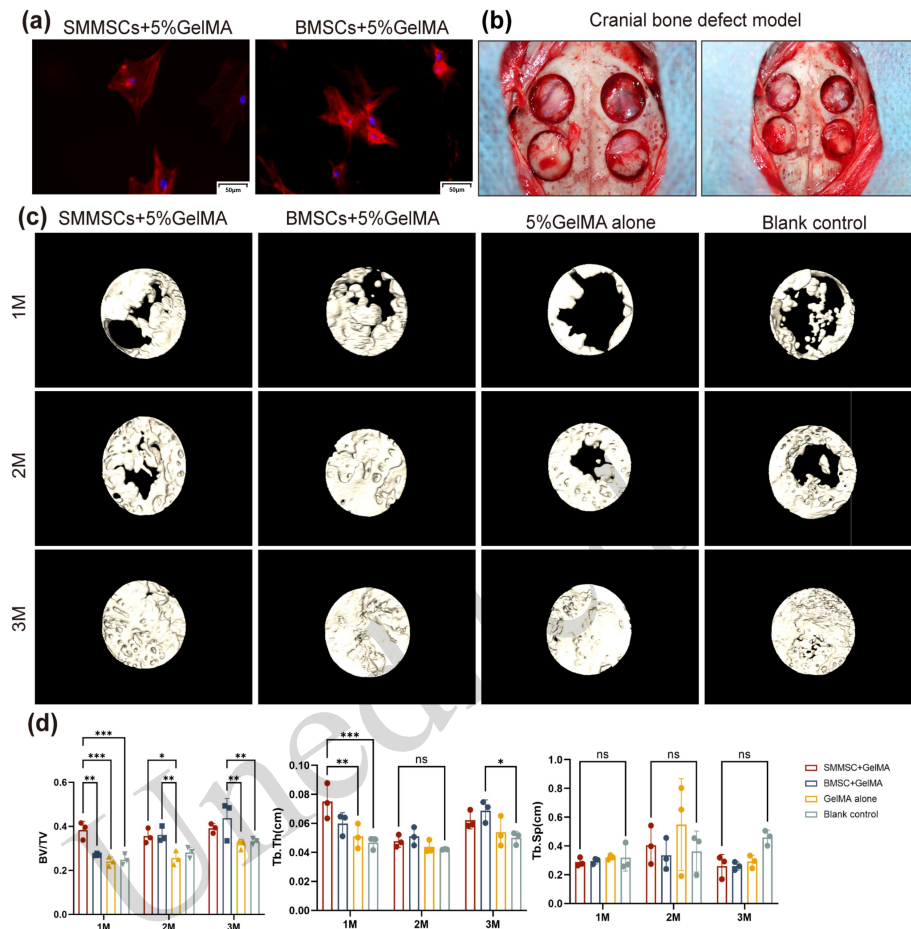 (a)
SMMSCs+5%GelMA
BMSCs+5%GelMA
50μm
50μm
(b)
Cranial bone defect model
(c)
SMMSCs+5%GelMA
BMSCs+5%GelMA
5%GelMA alone
Blank control
1M
2M
3M
(d)
BV/TV
0.6
0.4
0.2
0.0
***
***
**
*
**
**
**
1M
2M
3M
Tb.Th(cm)
0.10
0.08
0.06
0.04
0.02
0.00
***
**
ns
*
1M
2M
3M
Tb.Sp(cm)
1.0
0.8
0.6
0.4
0.2
0.0
ns
ns
ns
1M
2M
3M
SMMSC+GelMA
BMSC+GelMA
GelMA alone
Blank control